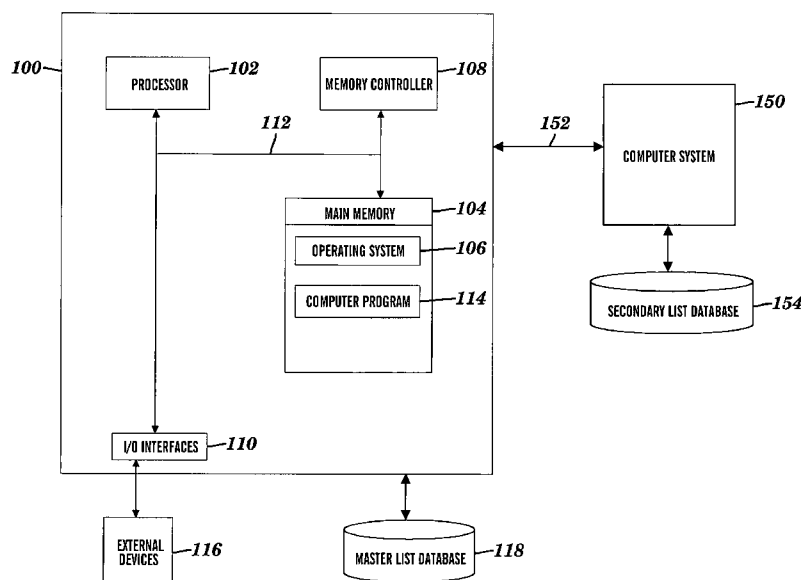 100
PROCESSOR
102
MEMORY CONTROLLER
108
112
152
150
COMPUTER SYSTEM
MAIN MEMORY
104
OPERATING SYSTEM
106
COMPUTER PROGRAM
114
SECONDARY LIST DATABASE
154
I/O INTERFACES
110
EXTERNAL
DEVICES
116
MASTER LIST DATABASE
118